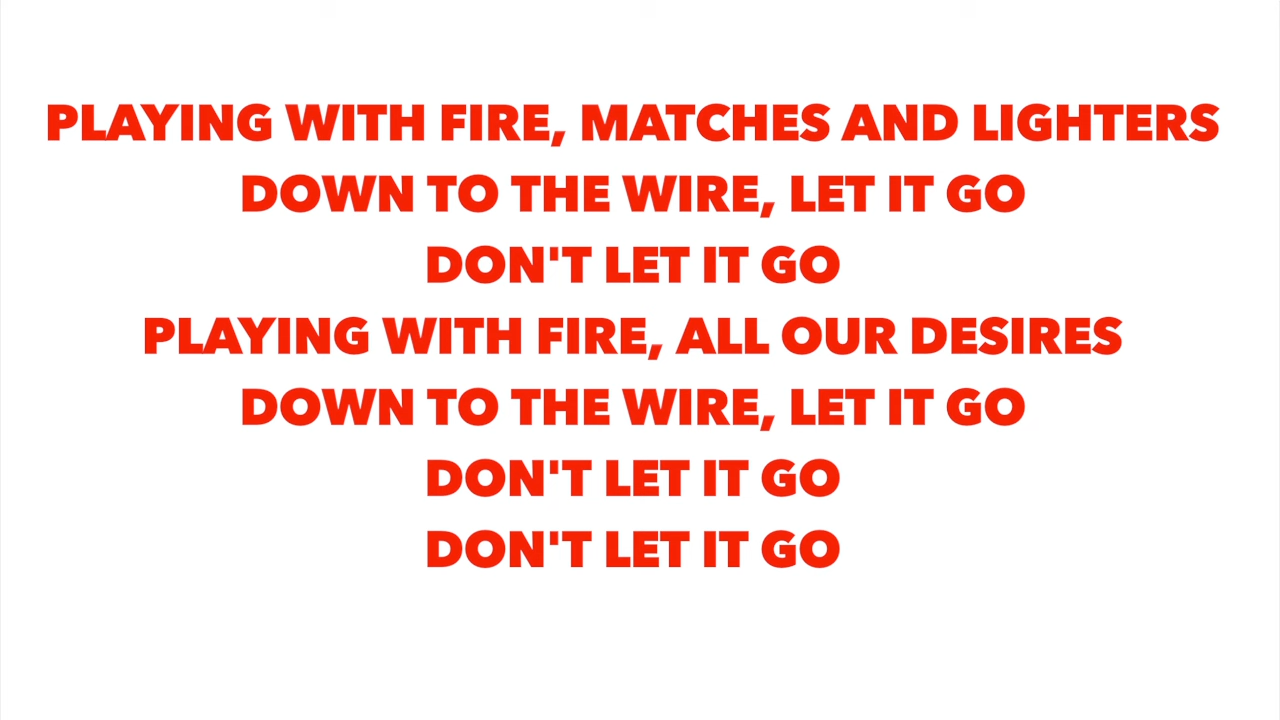 PLAYING WITH FIRE, MATCHES AND LIGHTERS
DOWN TO THE WIRE, LET IT GO
DON'T LET IT GO
PLAYING WITH FIRE, ALL OUR DESIRES
DOWN TO THE WIRE, LET IT GO
DON'T LET IT GO
DON'T LET IT GO